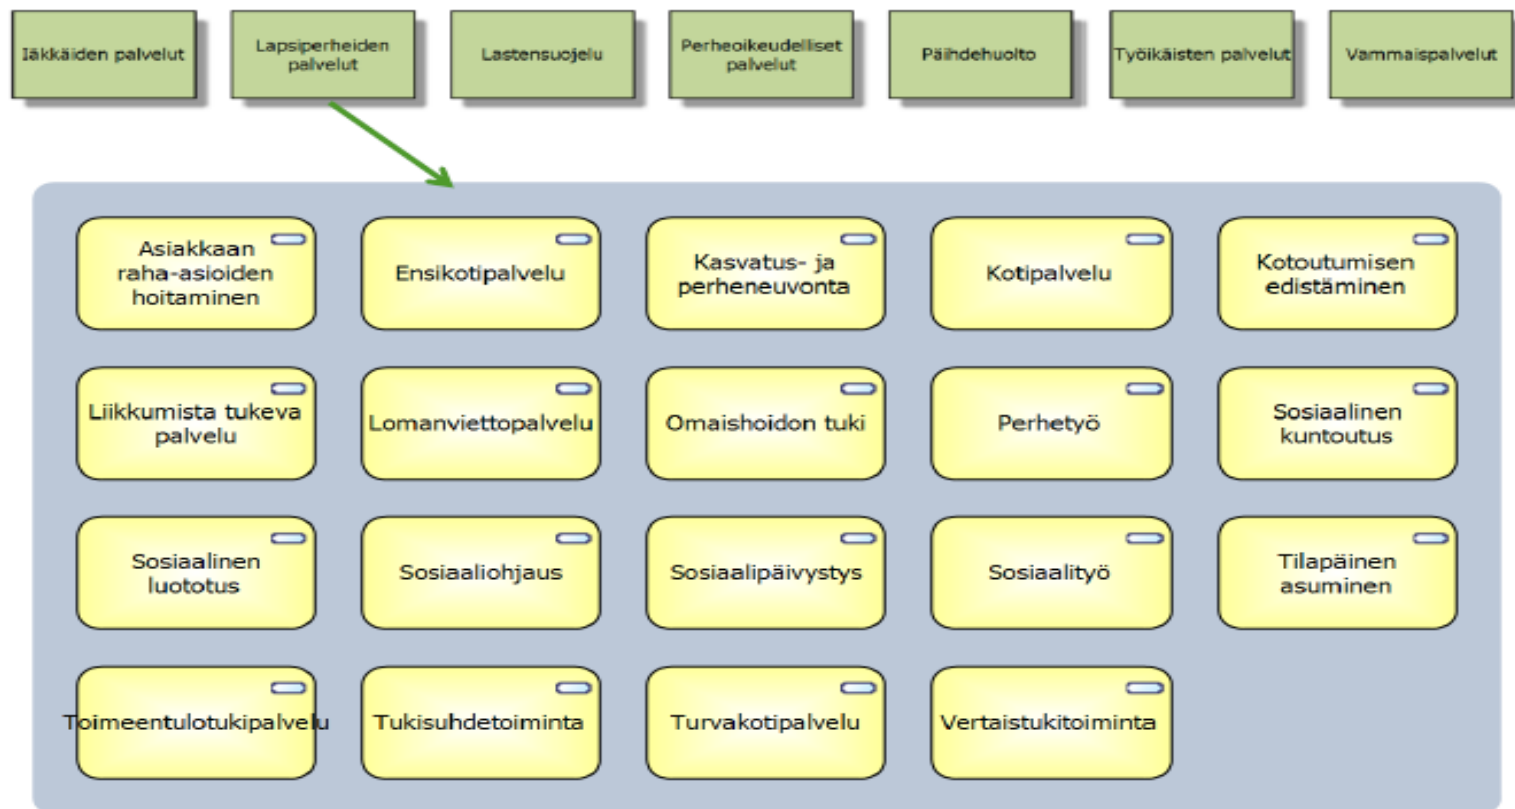 Iäkkäiden palvelut
Lapsiperheiden
palvelut
Lastensuojelu
Perheoikeudelliset
palvelut
Päihdehuolto
Työikäisten palvelut
Vammaispalvelut
Asiakkaan
raha-asioiden
hoitaminen
Ensikotipalvelu
Kasvatus- ja
perheneuvonta
Kotipalvelu
Kotoutumisen
edistäminen
Liikkumista tukeva
palvelu
Lomanviettopalvelu
Omaishoidon tuki
Perhetyö
Sosiaalinen
kuntoutus
Sosiaalinen
luototus
Sosiaaliohjaus
Sosiaalipäivystys
Sosiaalityö
Tilapäinen
asuminen
Toimeentulotukipalvelu
Tukisuhdetoiminta
Turvakotipalvelu
Vertaistukitoiminta